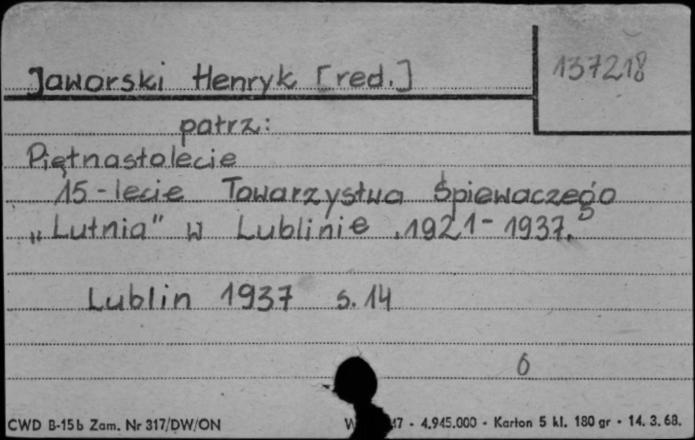 Jaworski Henryk [red.]
137218
patrz:
Piętnastolecie
15-lecie Towarzystwa Śpiewaczego
„Lutnia" w Lublinie .1921-1937.
Lublin 1937 s. 14
6
CWD B-15b Zam. Nr 317/DW/ON
47 - 4.945.000 - Karton 5 kl. 180 gr - 14. 3. 68.